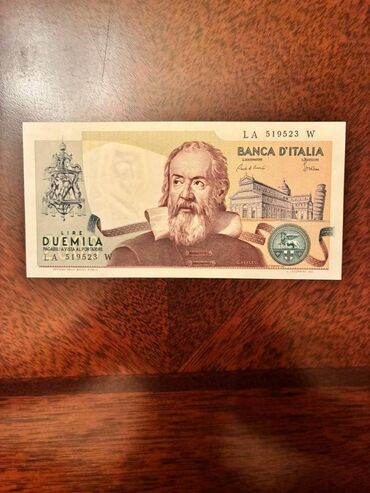 LA 519523 W
BANCA D'ITALIA
LIRE
DUEMILA
PAGABILI A VISTA AL PORTATORE
LA 519523 W